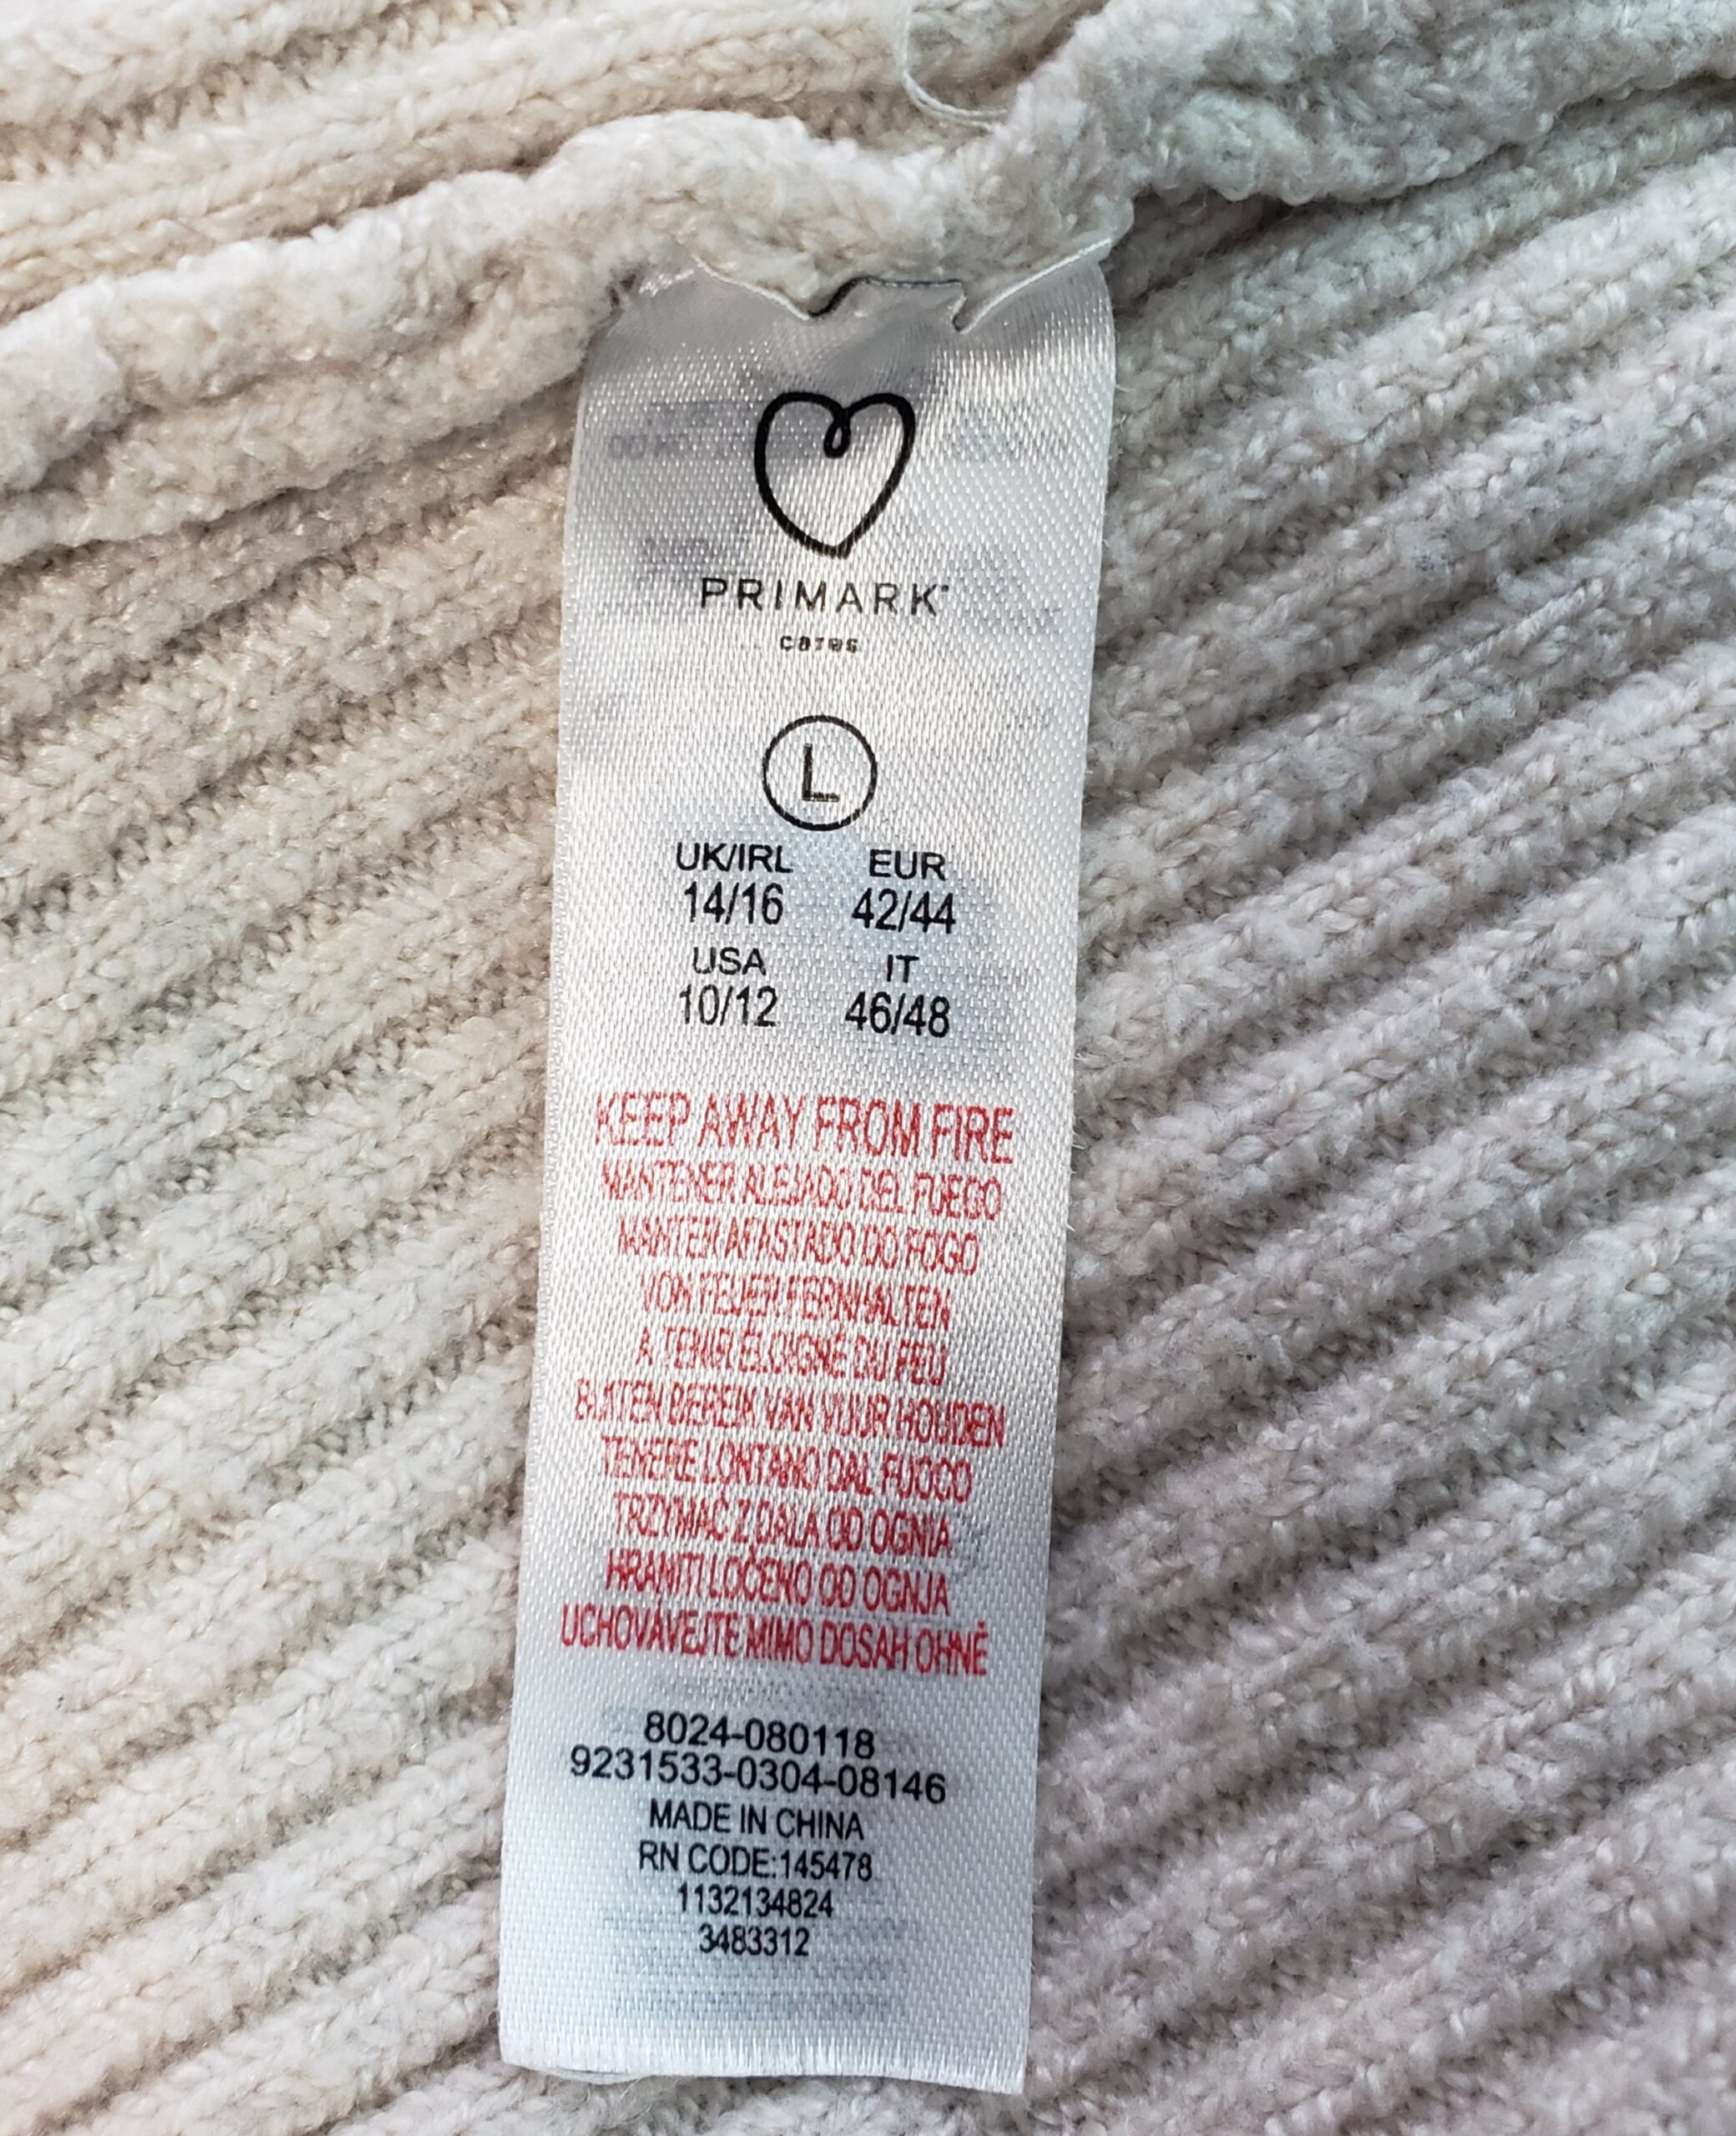 PRIMARK
cares
L
UK/IRL EUR
14/16 42/44
USA IT
10/12 46/48
KEEP AWAY FROM FIRE
MANTENER ALEJADO DEL FUEGO
MANTER AFASTADO DO FOGO
VON FEUER FERNHALTEN
A TENIR ÉLOIGNÉ DU FEU
BUITEN BEREIK VAN VUUR HOUDEN
TENERE LONTANO DAL FUOCO
TRZYMAĆ Z DALA OD OGNIA
HRANITI LOČENO OD OGNJA
UCHOVÁVEJTE MIMO DOSAH OHNĚ
8024-080118
9231533-0304-08146
MADE IN CHINA
RN CODE:145478
1132134824
3483312